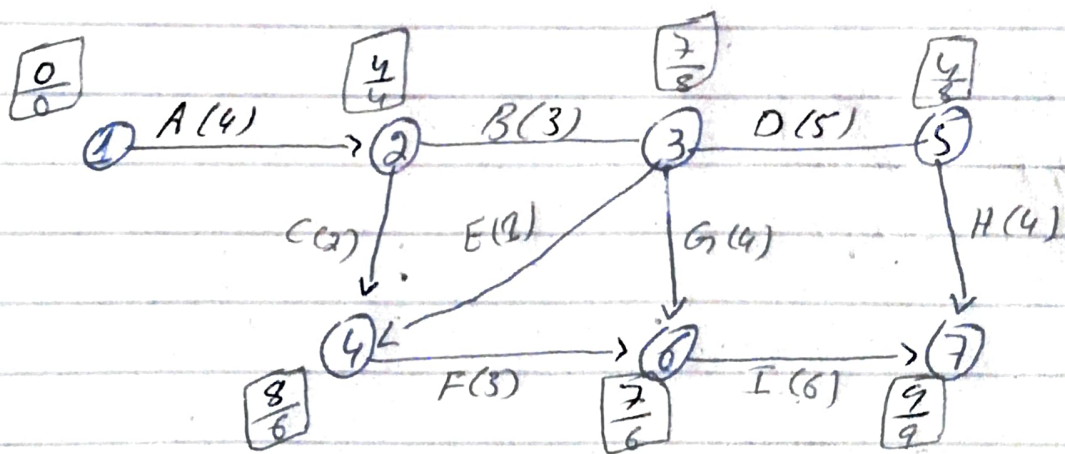 0/0 4/4 7/8 4/3
1 A(4) 2 B(3) 3 D(5) 5
C(2) E(1) G(4) H(4)
4 F(3) 6 I(6) 7
8/6 7/6 9/9